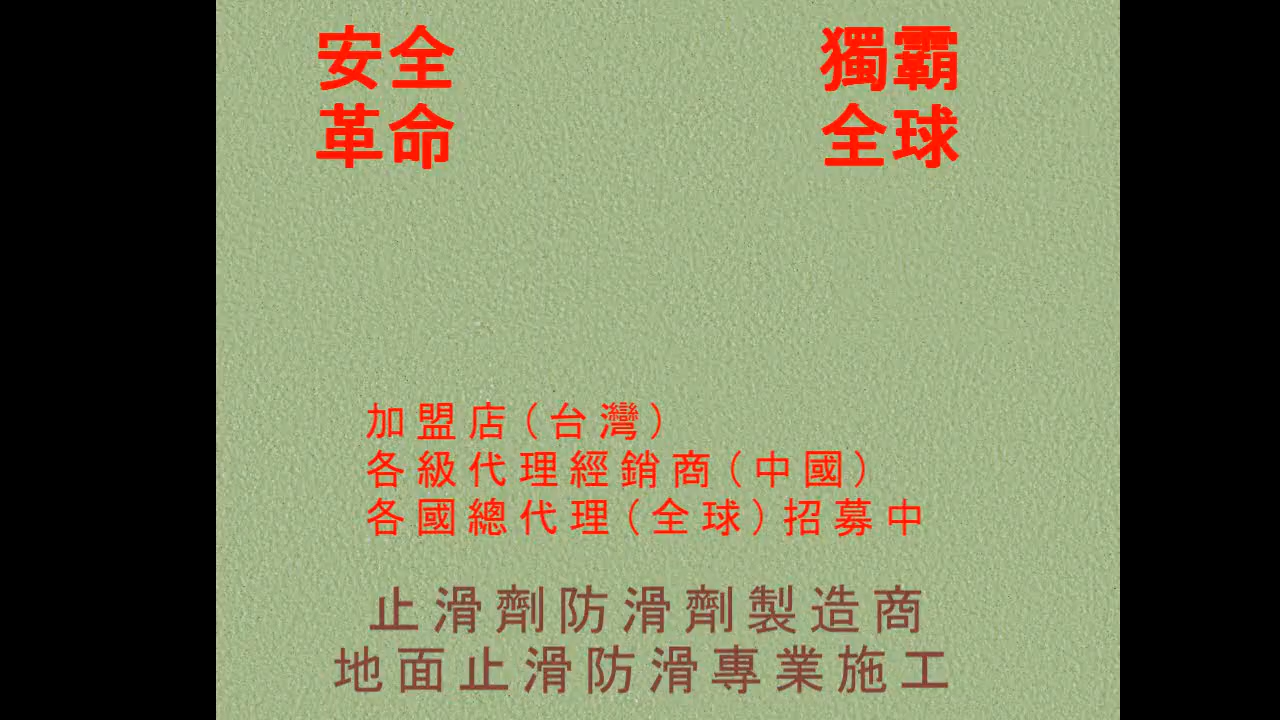 安全
革命
獨霸
全球
加盟店(台灣)
各級代理經銷商(中國)
各國總代理(全球)招募中
止滑劑防滑劑製造商
地面止滑防滑專業施工